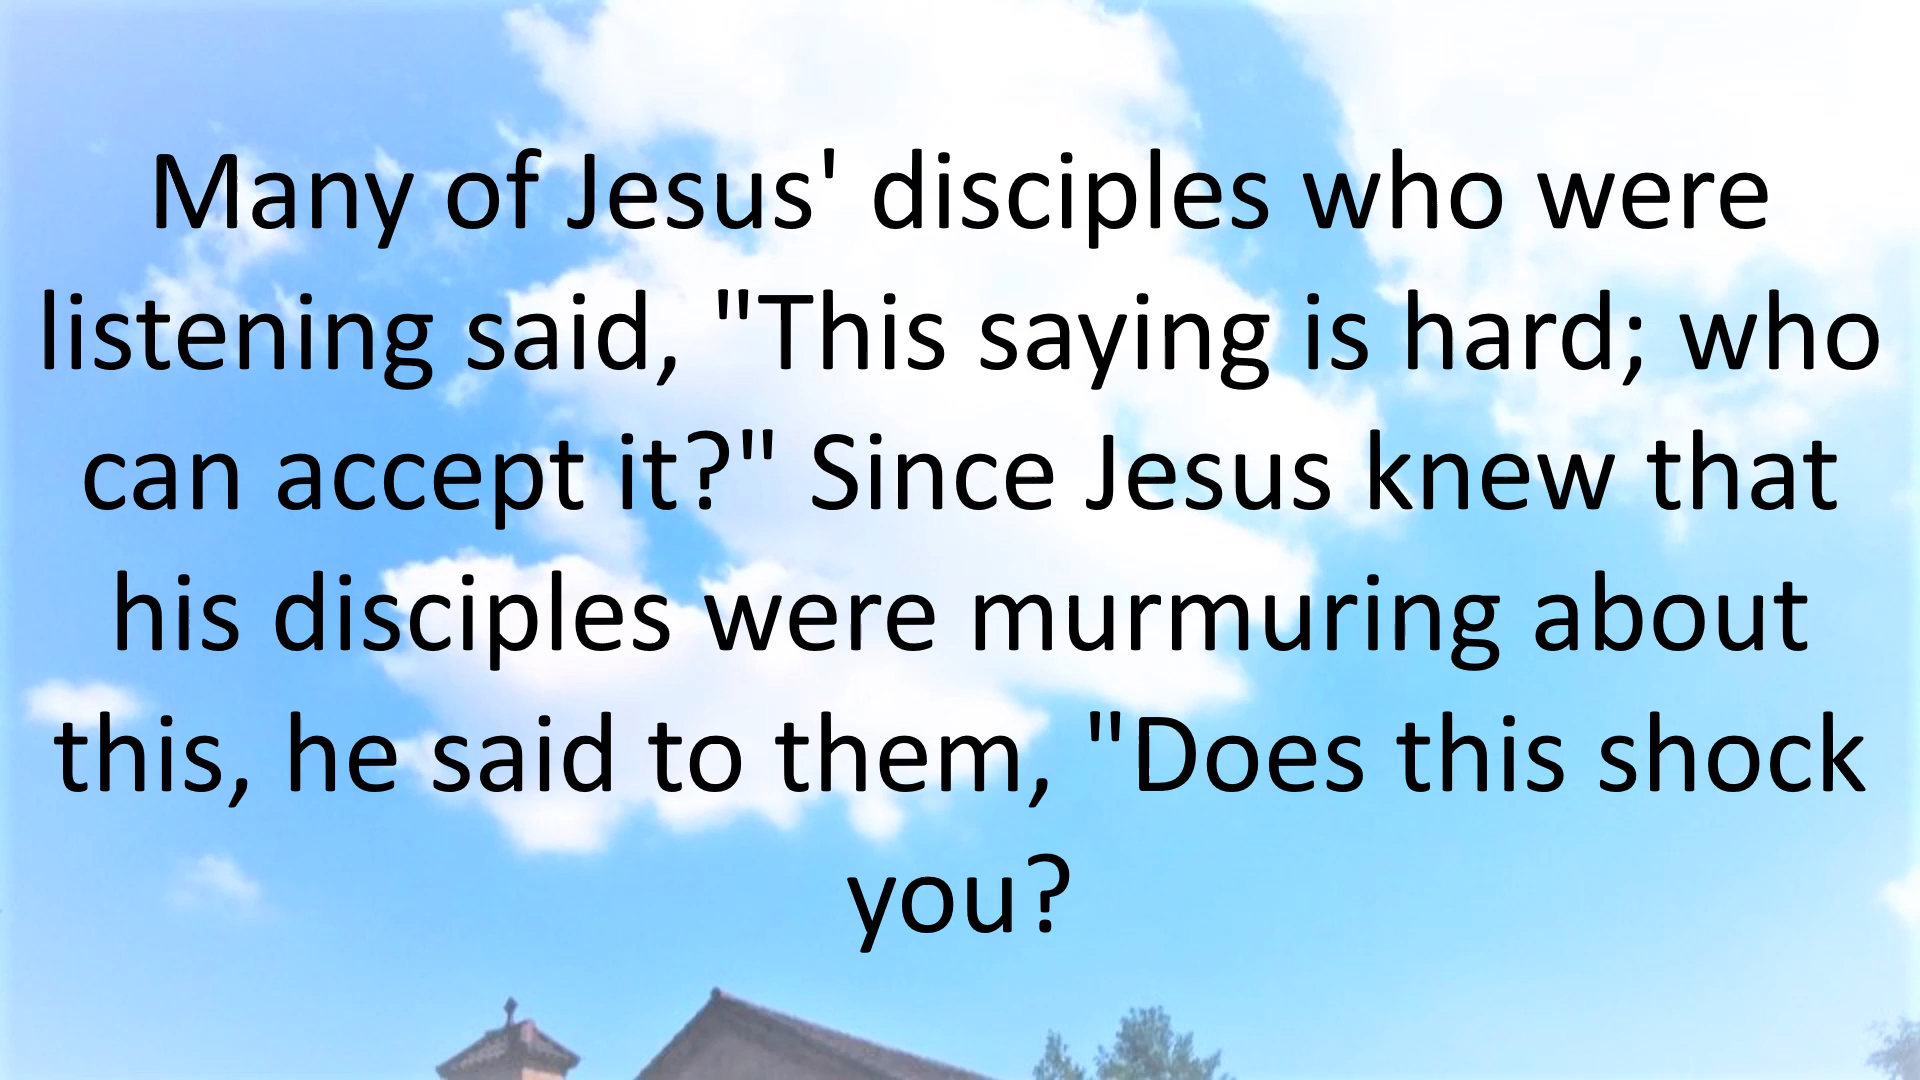 Many of Jesus' disciples who were
listening said, "This saying is hard; who
can accept it?" Since Jesus knew that
his disciples were murmuring about
this, he said to them, "Does this shock
you?